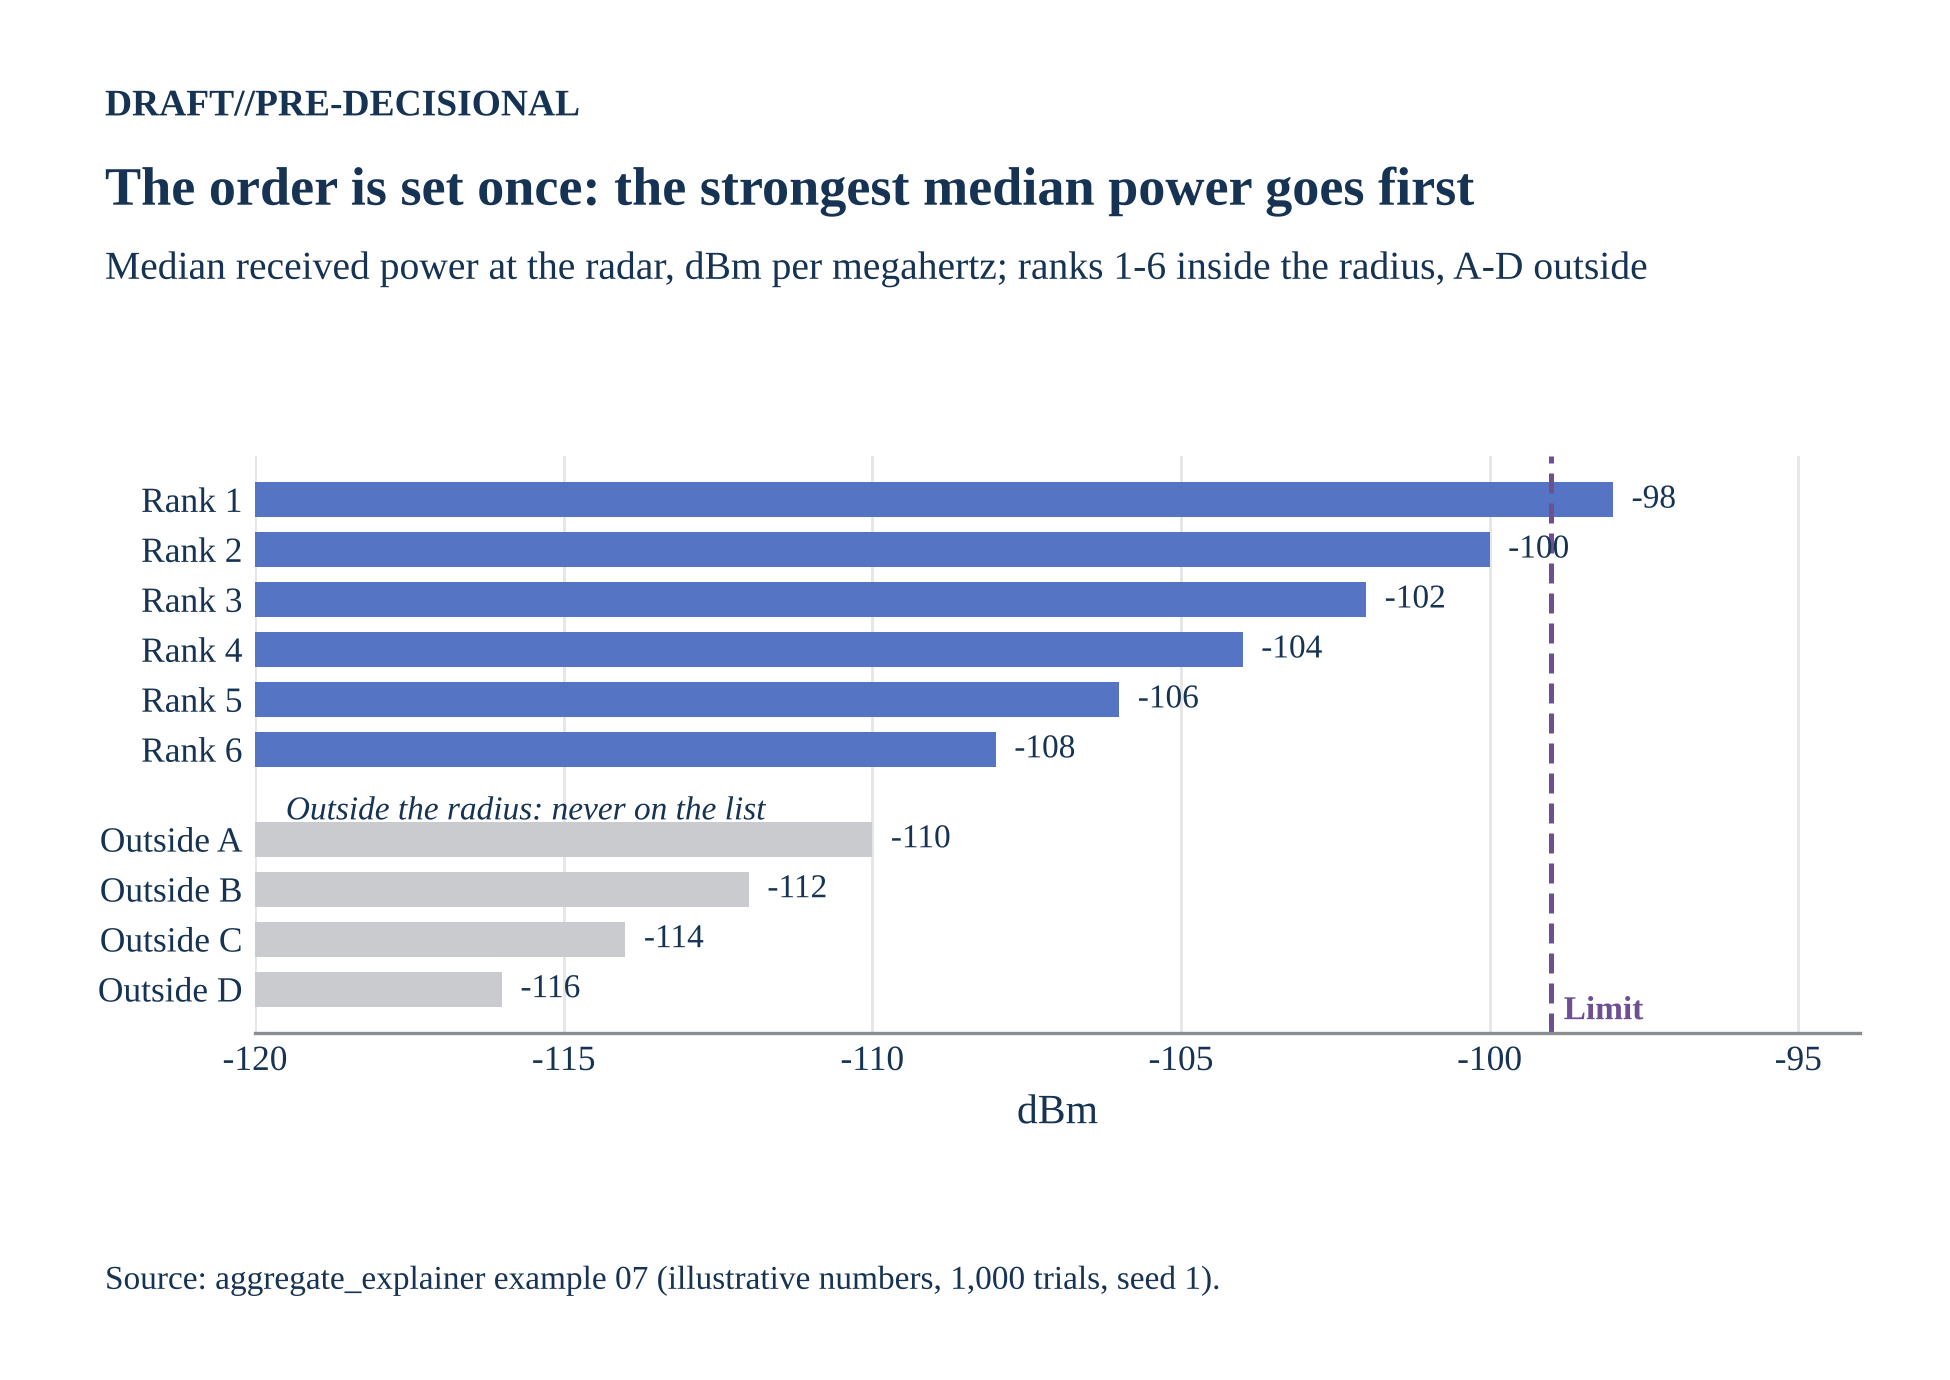 DRAFT//PRE-DECISIONAL
The order is set once: the strongest median power goes first
Median received power at the radar, dBm per megahertz; ranks 1-6 inside the radius, A-D outside
Rank 1 -98
Rank 2 -100
Rank 3 -102
Rank 4 -104
Rank 5 -106
Rank 6 -108
Outside the radius: never on the list
Outside A -110
Outside B -112
Outside C -114
Outside D -116
Limit
-120 -115 -110 -105 -100 -95
dBm
Source: aggregate_explainer example 07 (illustrative numbers, 1,000 trials, seed 1).